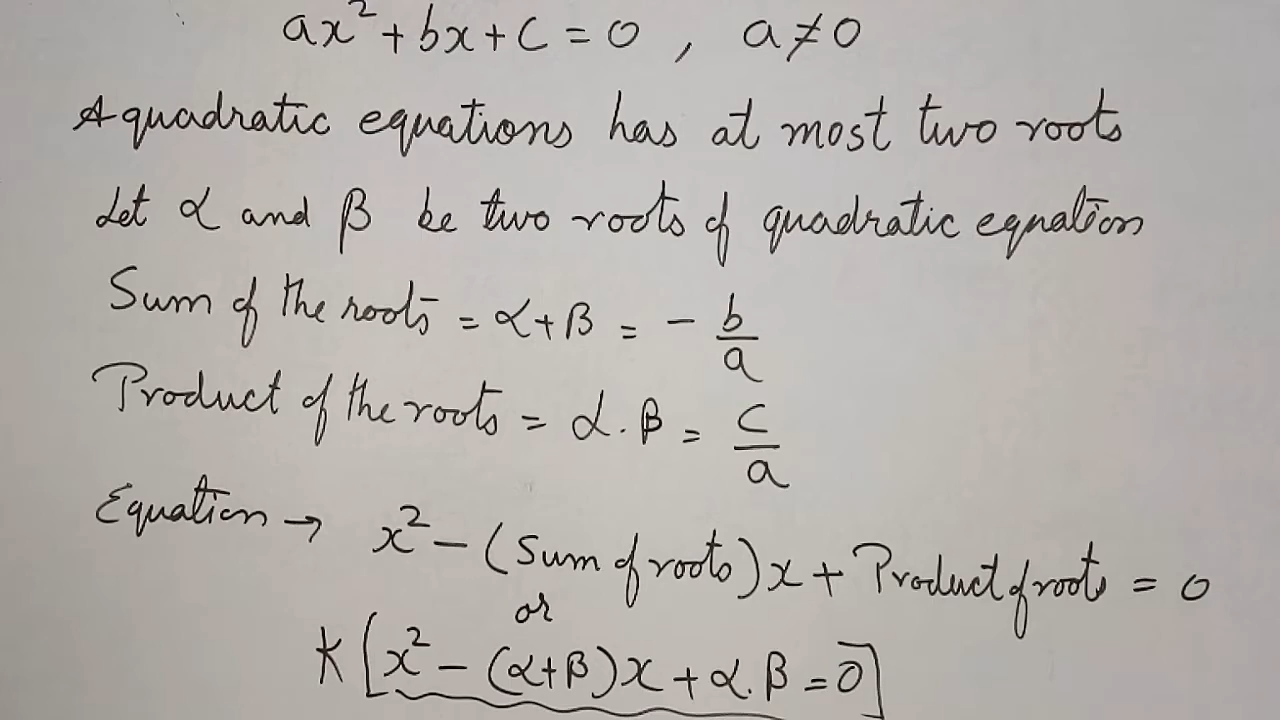 ax² + bx + c = 0 , a ≠ 0
A quadratic equations has at most two roots
Let α and β be two roots of quadratic equation
Sum of the roots = α + β = - b/a
Product of the roots = α . β = c/a
Equation → x² - (Sum of roots) x + Product of roots = 0
or
K [x² - (α+β)x + α . β = 0]